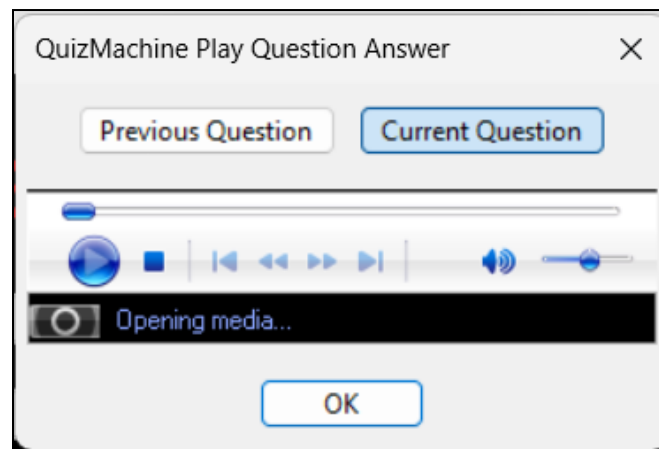 QuizMachine Play Question Answer
Previous Question Current Question
Opening media...
OK